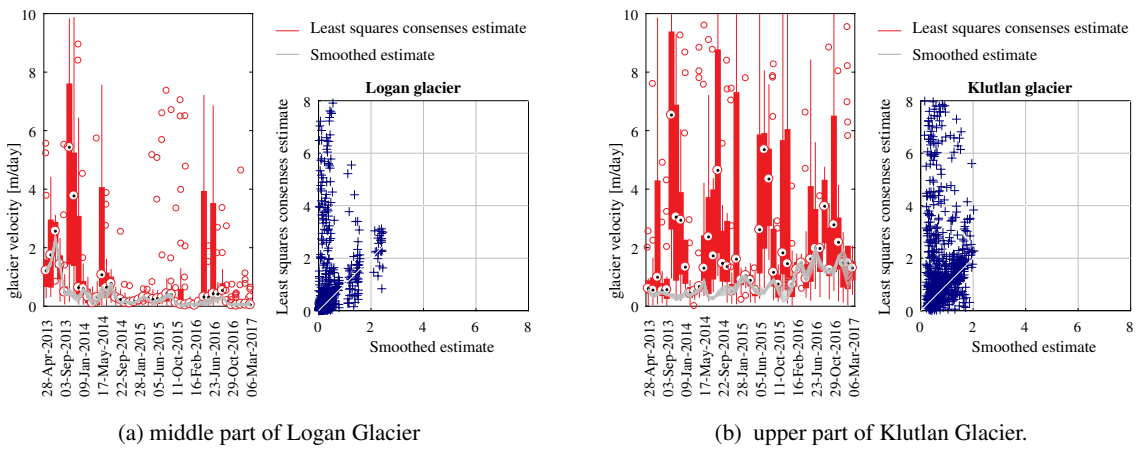 10
8
6
4
2
0
glacier velocity [m/day]
28-Apr-2013
03-Sep-2013
09-Jan-2014
17-May-2014
22-Sep-2014
28-Jan-2015
05-Jun-2015
11-Oct-2015
16-Feb-2016
23-Jun-2016
29-Oct-2016
06-Mar-2017
Least squares consenses estimate
Smoothed estimate
Logan glacier
Least squares consenses estimate
8
6
4
2
0
0 2 4 6 8
Smoothed estimate
(a) middle part of Logan Glacier
10
8
6
4
2
0
glacier velocity [m/day]
28-Apr-2013
03-Sep-2013
09-Jan-2014
17-May-2014
22-Sep-2014
28-Jan-2015
05-Jun-2015
11-Oct-2015
16-Feb-2016
23-Jun-2016
29-Oct-2016
06-Mar-2017
Least squares consenses estimate
Smoothed estimate
Klutlan glacier
Least squares consenses estimate
8
6
4
2
0
0 2 4 6 8
Smoothed estimate
(b) upper part of Klutlan Glacier.